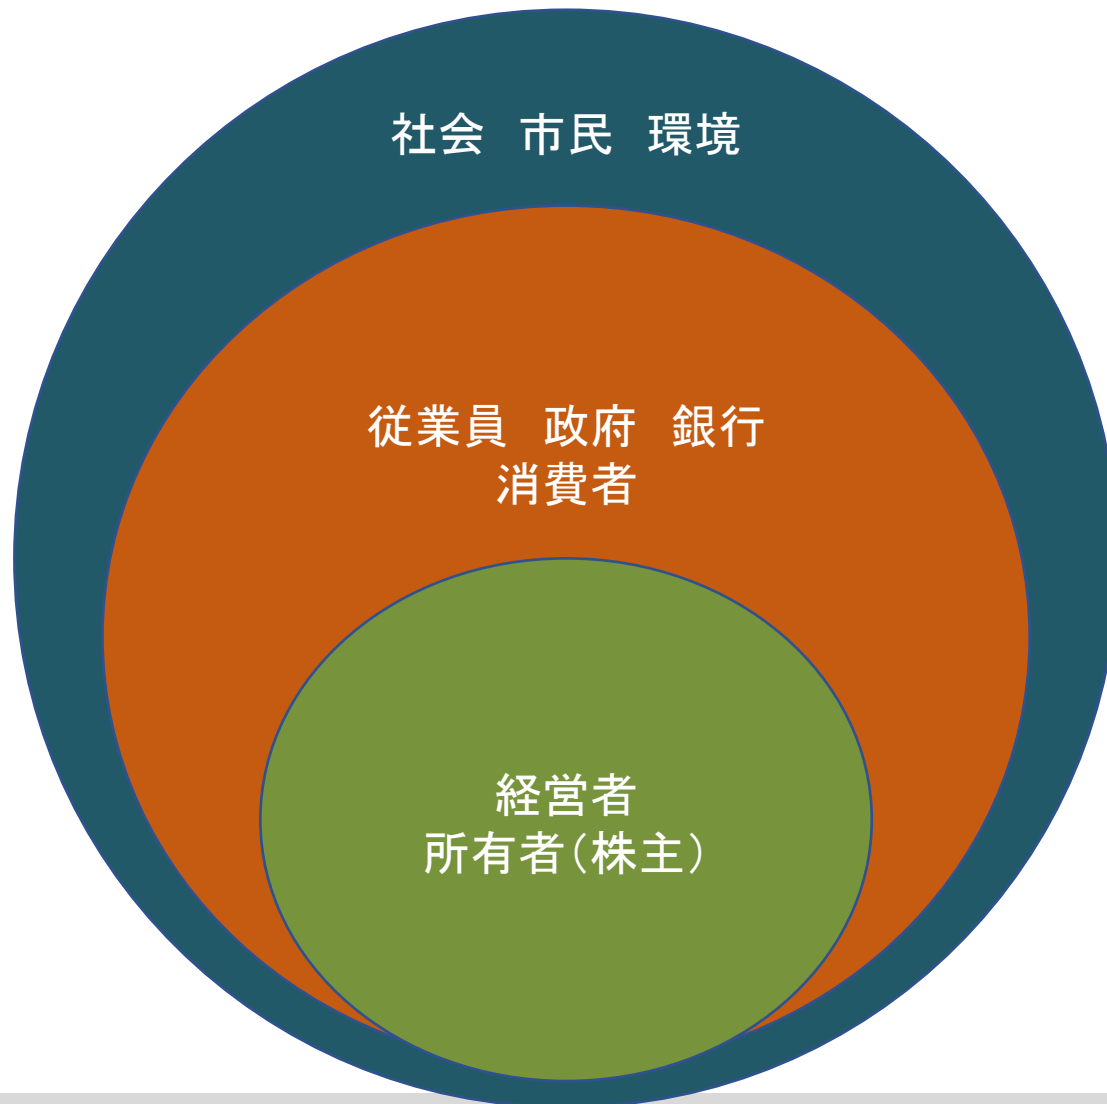 社会　市民　環境
従業員　政府　銀行
消費者
経営者
所有者（株主）